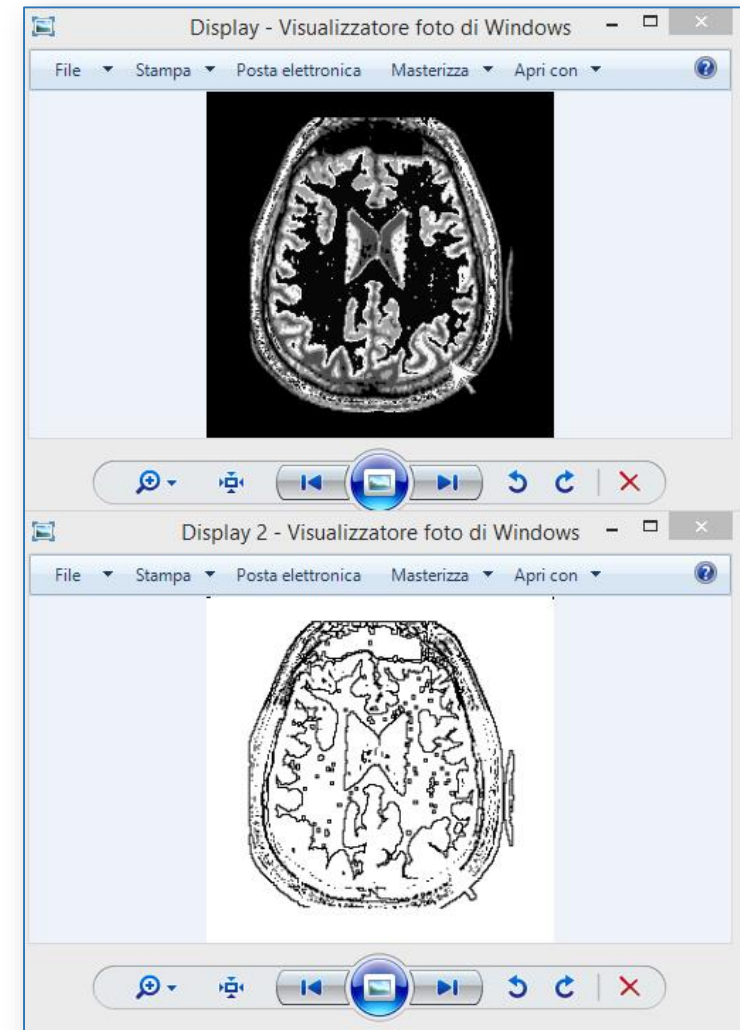 Display - Visualizzatore foto di Windows
File Stampa Posta elettronica Masterizza Apri con
Display 2 - Visualizzatore foto di Windows
File Stampa Posta elettronica Masterizza Apri con